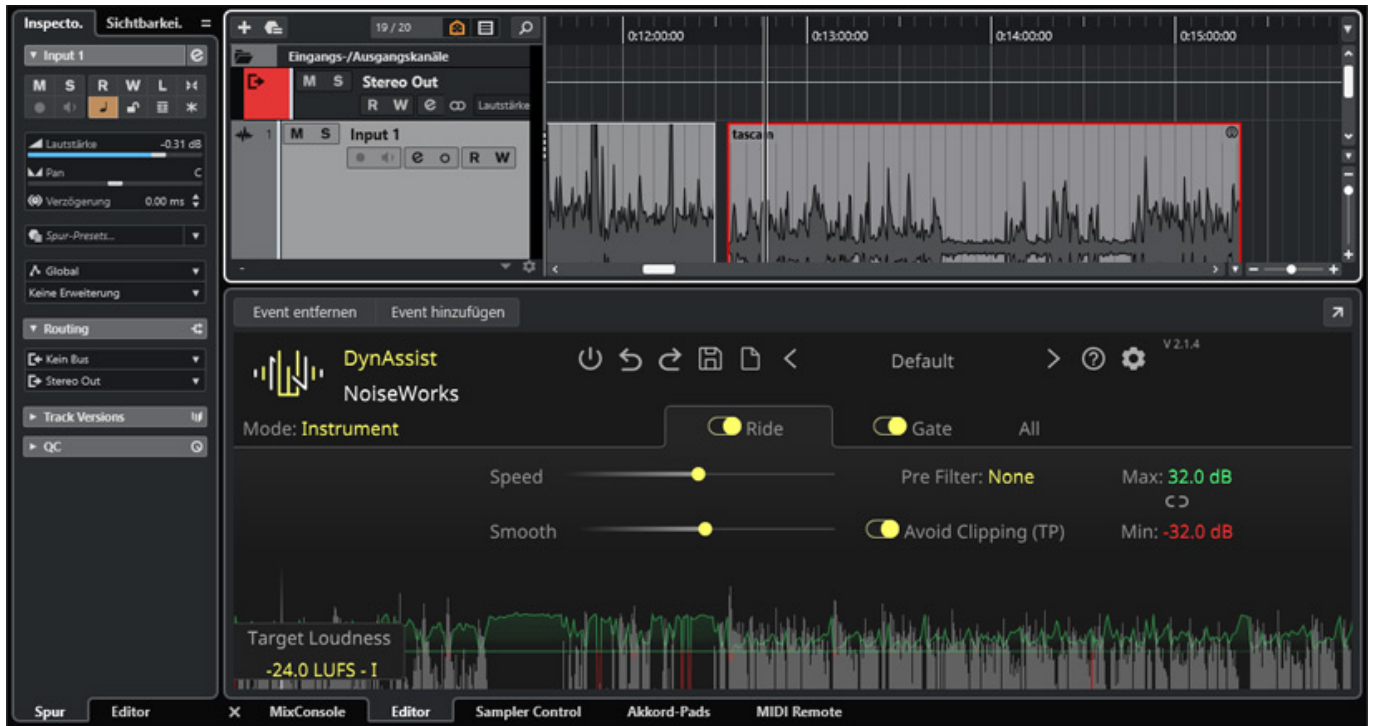 Inspecto. Sichtbarkei.
Input 1
M S R W L
Lautstärke -0.31 dB
Pan C
Verzögerung 0.00 ms
Spur-Presets...
Global
Keine Erweiterung
Routing
Kein Bus
Stereo Out
Track Versions
QC
Spur Editor
19 / 20
Eingangs-/Ausgangskanäle
M S Stereo Out
R W e Lautstärke
1 M S Input 1
e R W
0:12:00:00 0:13:00:00 0:14:00:00 0:15:00:00
tascam
Event entfernen Event hinzufügen
DynAssist
NoiseWorks
Default
V 2.1.4
Mode: Instrument
Ride Gate All
Speed Pre Filter: None Max: 32.0 dB
Smooth Avoid Clipping (TP) Min: -32.0 dB
Target Loudness
-24.0 LUFS - I
MixConsole Editor Sampler Control Akkord-Pads MIDI Remote